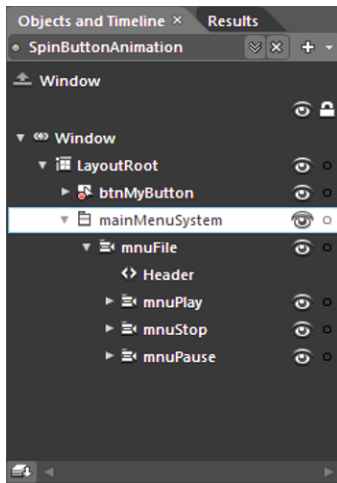 Objects and Timeline × Results
SpinButtonAnimation
Window
Window
LayoutRoot
btnMyButton
mainMenuSystem
mnuFile
Header
mnuPlay
mnuStop
mnuPause